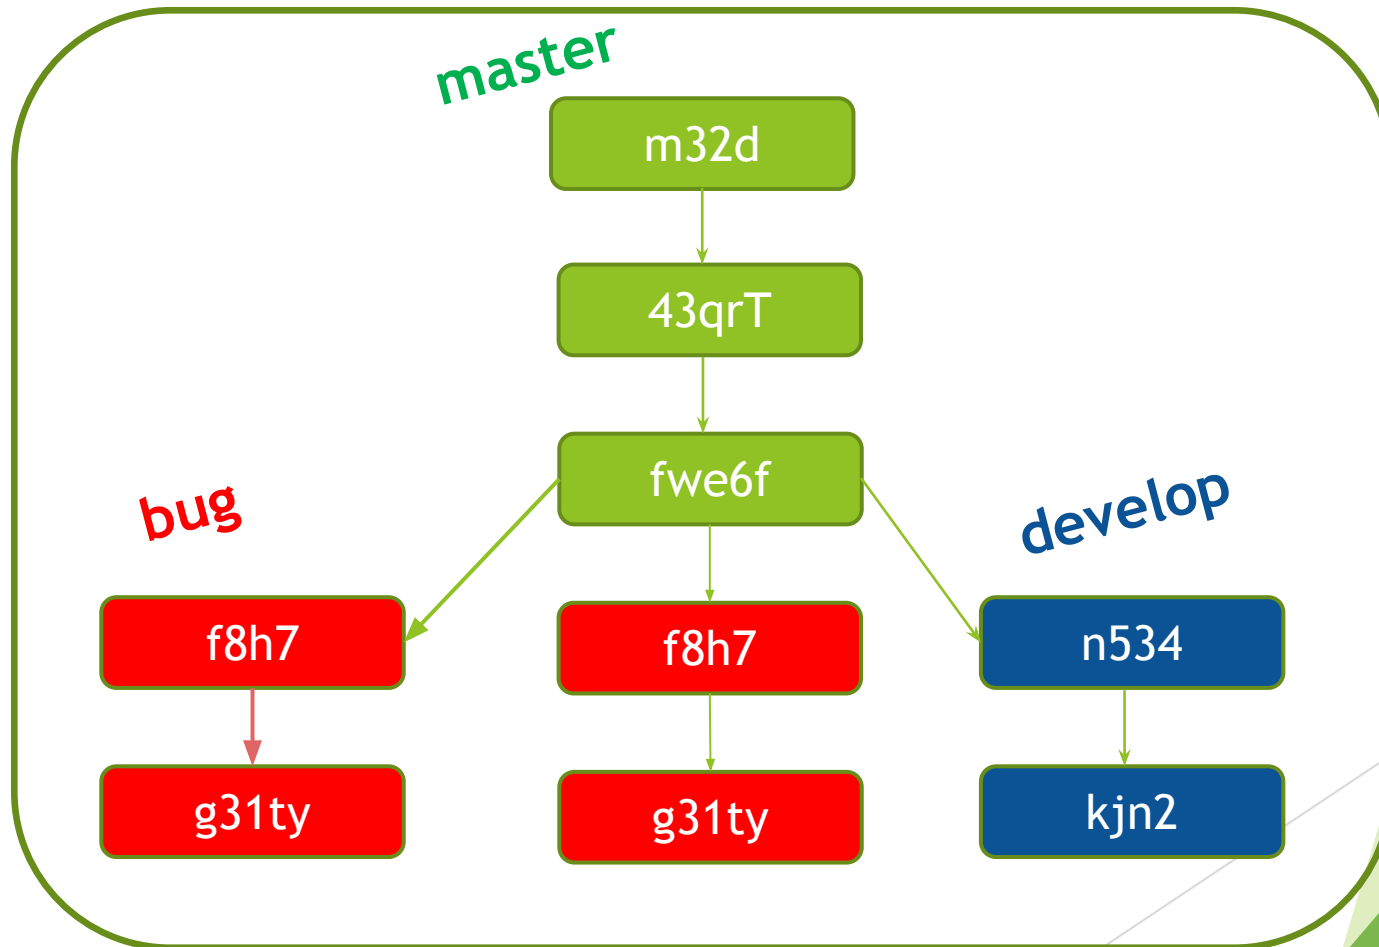 master
m32d
43qrT
fwe6f
bug
develop
f8h7
f8h7
n534
g31ty
g31ty
kjn2